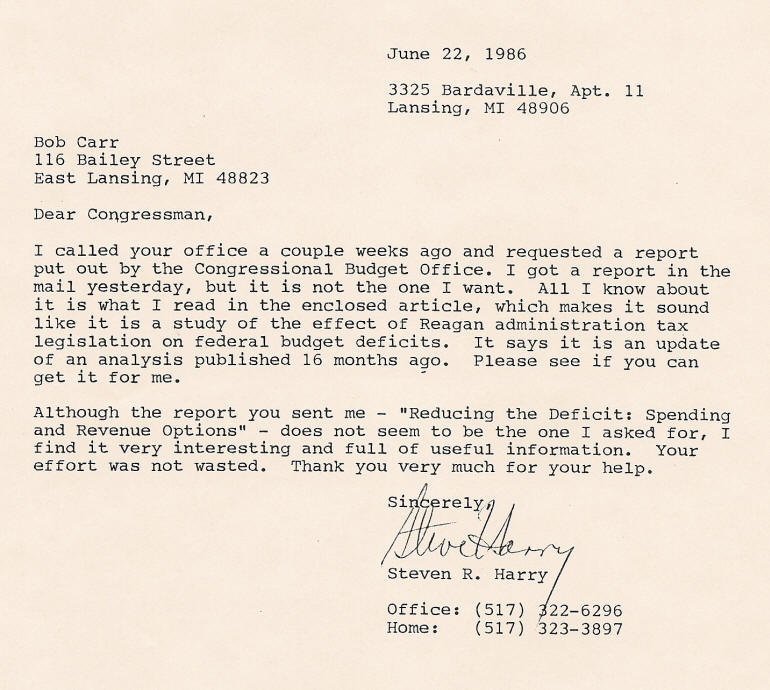 June 22, 1986
3325 Bardaville, Apt. 11
Lansing, MI 48906
Bob Carr
116 Bailey Street
East Lansing, MI 48823
Dear Congressman,
I called your office a couple weeks ago and requested a report
put out by the Congressional Budget Office. I got a report in the
mail yesterday, but it is not the one I want.  All I know about
it is what I read in the enclosed article, which makes it sound
like it is a study of the effect of Reagan administration tax
legislation on federal budget deficits.  It says it is an update
of an analysis published 16 months ago.  Please see if you can
get it for me.
Although the report you sent me - "Reducing the Deficit: Spending
and Revenue Options" - does not seem to be the one I asked for, I
find it very interesting and full of useful information.  Your
effort was not wasted.  Thank you very much for your help.
Sincerely,
Steve Harry
Steven R. Harry
Office: (517) 322-6296
Home:   (517) 323-3897